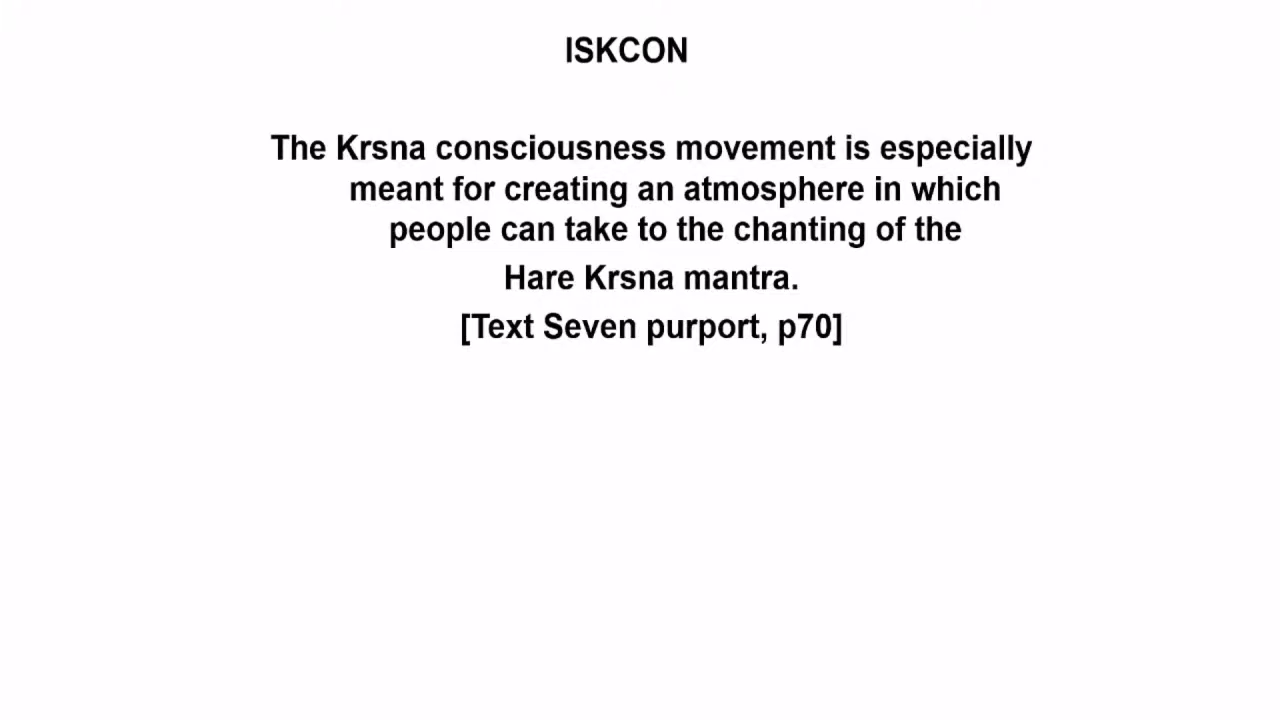 ISKCON
The Krsna consciousness movement is especially
meant for creating an atmosphere in which
people can take to the chanting of the
Hare Krsna mantra.
[Text Seven purport, p70]